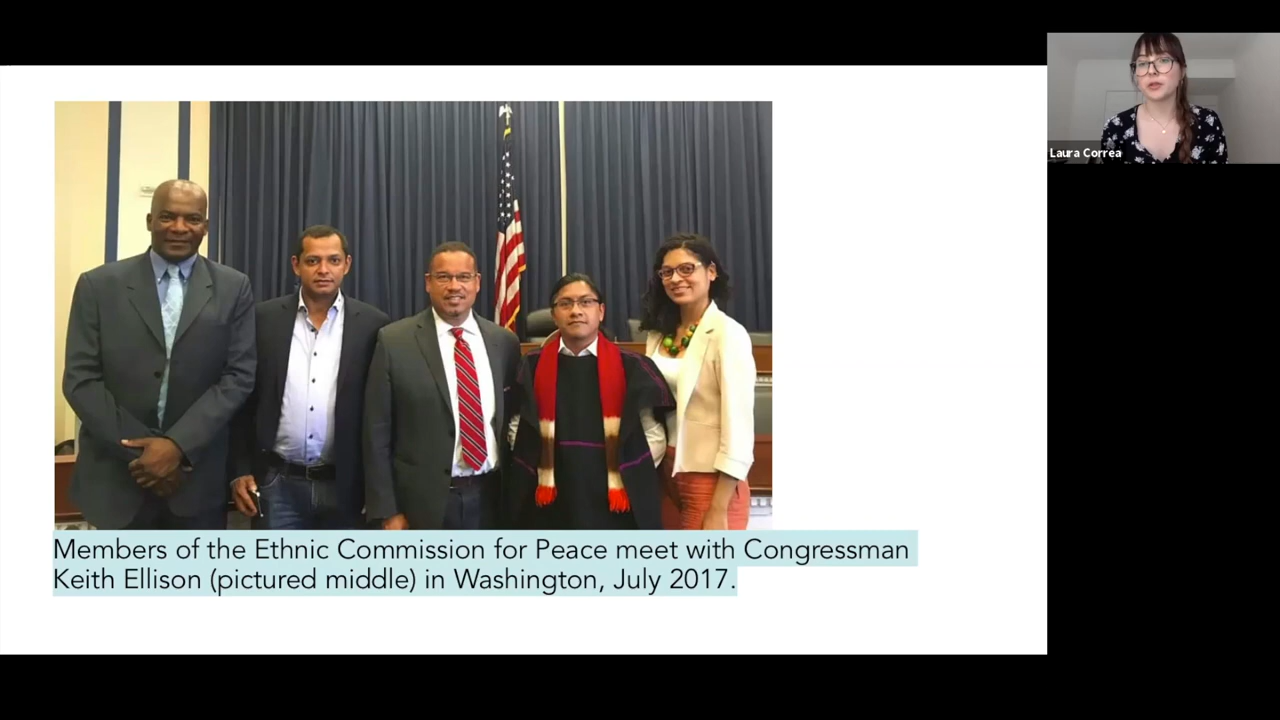 Laura Correa
Members of the Ethnic Commission for Peace meet with Congressman
Keith Ellison (pictured middle) in Washington, July 2017.